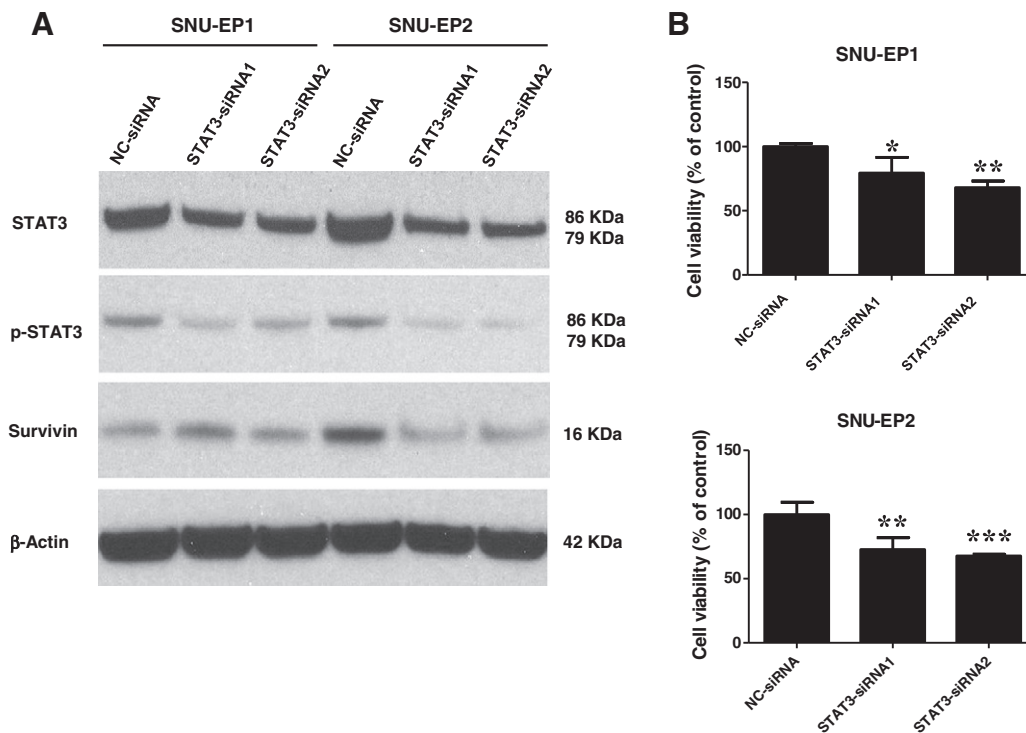 A
SNU-EP1
SNU-EP2
NC-siRNA
STAT3-siRNA1
STAT3-siRNA2
NC-siRNA
STAT3-siRNA1
STAT3-siRNA2
STAT3
86 KDa
79 KDa
p-STAT3
86 KDa
79 KDa
Survivin
16 KDa
β-Actin
42 KDa
B
SNU-EP1
Cell viability (% of control)
150
100
50
0
*
**
NC-siRNA
STAT3-siRNA1
STAT3-siRNA2
SNU-EP2
Cell viability (% of control)
150
100
50
0
**
***
NC-siRNA
STAT3-siRNA1
STAT3-siRNA2